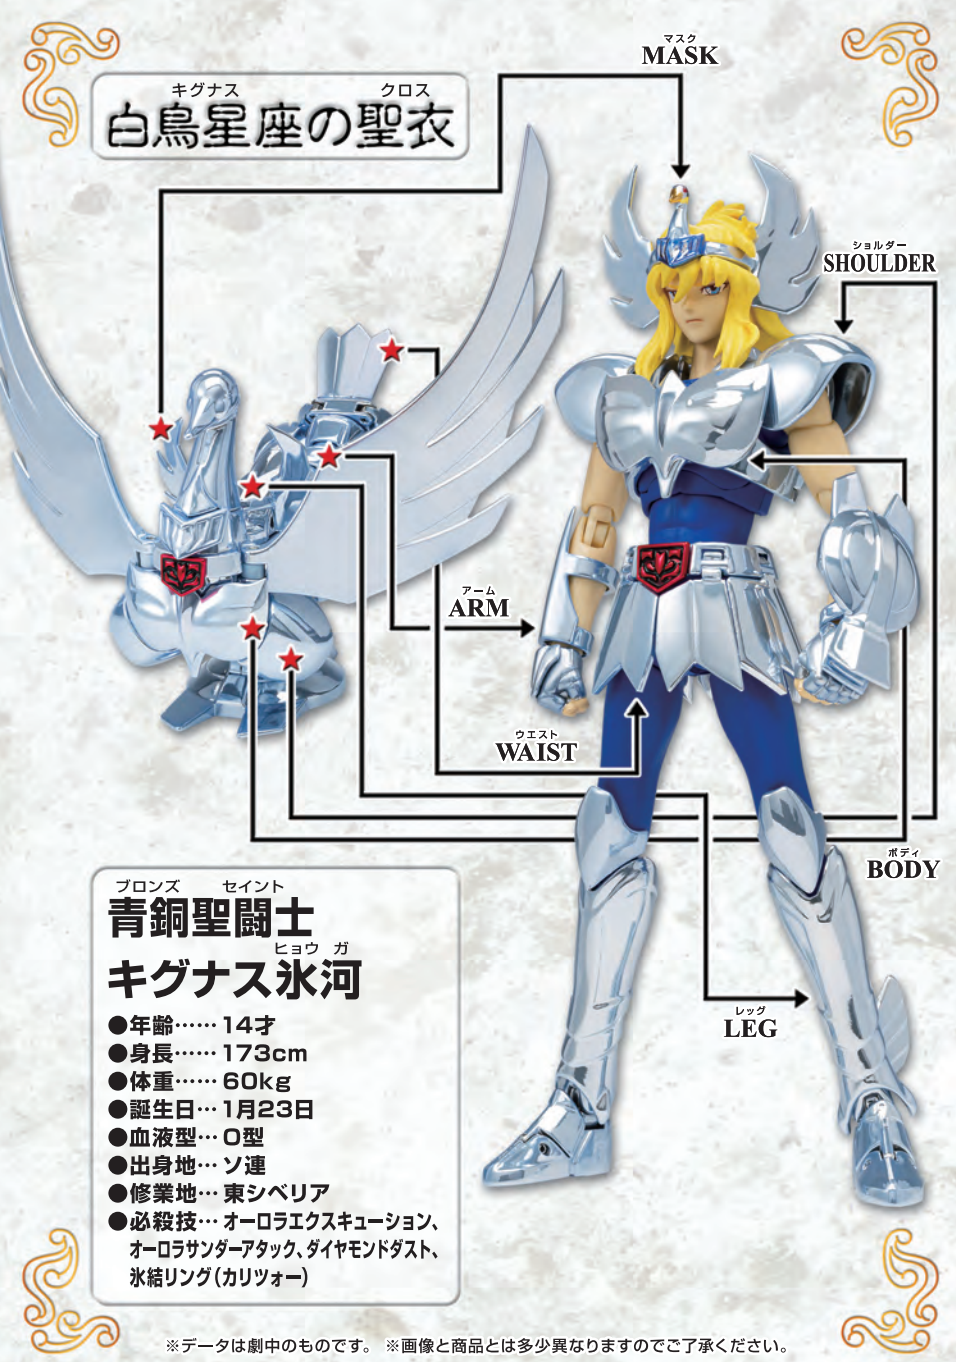 マスク
MASK
キグナス クロス
白鳥星座の聖衣
ショルダー
SHOULDER
アーム
ARM
ウエスト
WAIST
ボディ
BODY
レッグ
LEG
ブロンズ セイント
青銅聖闘士
ヒョウ ガ
キグナス氷河
●年齢……14才
●身長……173cm
●体重……60kg
●誕生日…1月23日
●血液型…O型
●出身地…ソ連
●修業地…東シベリア
●必殺技…オーロラエクスキューション、
オーロラサンダーアタック、ダイヤモンドダスト、
氷結リング(カリツォー)
※データは劇中のものです。 ※画像と商品とは多少異なりますのでご了承ください。